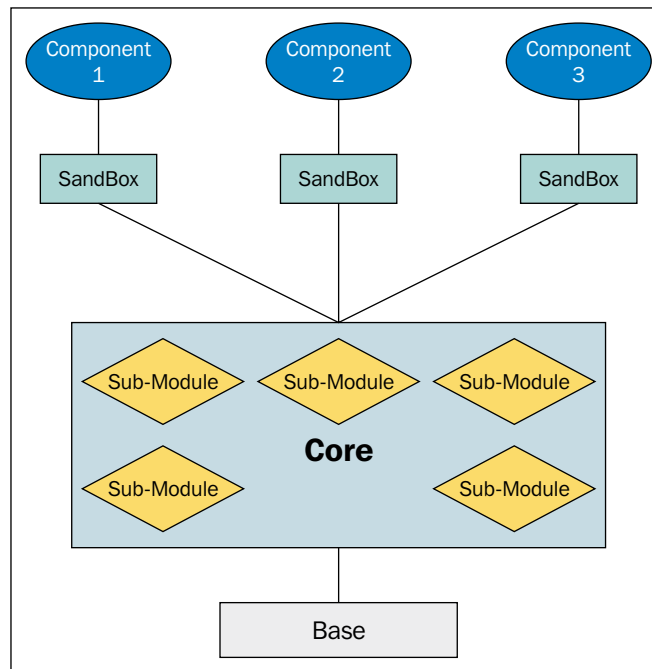 Component
1
Component
2
Component
3
SandBox
SandBox
SandBox
Sub-Module
Sub-Module
Sub-Module
Core
Sub-Module
Sub-Module
Base